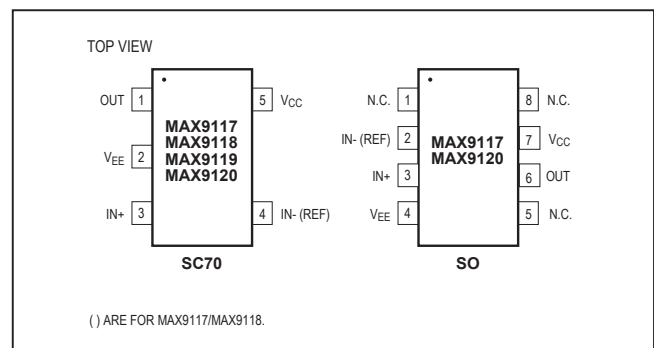 TOP VIEW
OUT 1
5 VCC
VEE 2
IN+ 3
4 IN- (REF)
MAX9117
MAX9118
MAX9119
MAX9120
SC70
N.C. 1
8 N.C.
IN- (REF) 2
7 VCC
IN+ 3
6 OUT
VEE 4
5 N.C.
MAX9117
MAX9120
SO
( ) ARE FOR MAX9117/MAX9118.